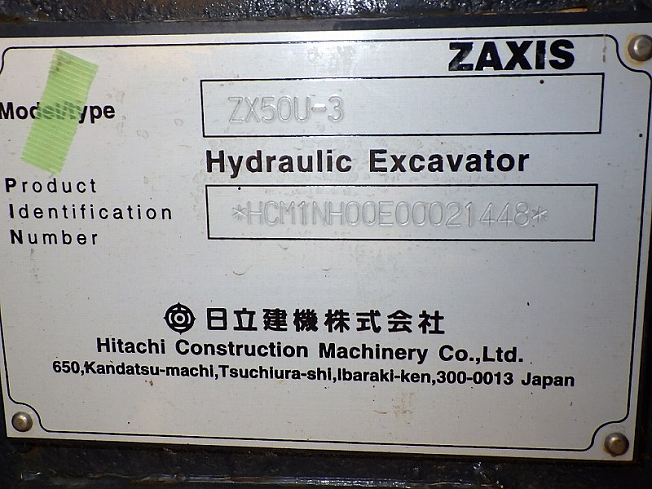 ZAXIS
Model/type ZX50U-3
Hydraulic Excavator
Product
Identification
Number
*HCM1NH00E00021448*
日立建機株式会社
Hitachi Construction Machinery Co.,Ltd.
650,Kandatsu-machi,Tsuchiura-shi,Ibaraki-ken,300-0013 Japan